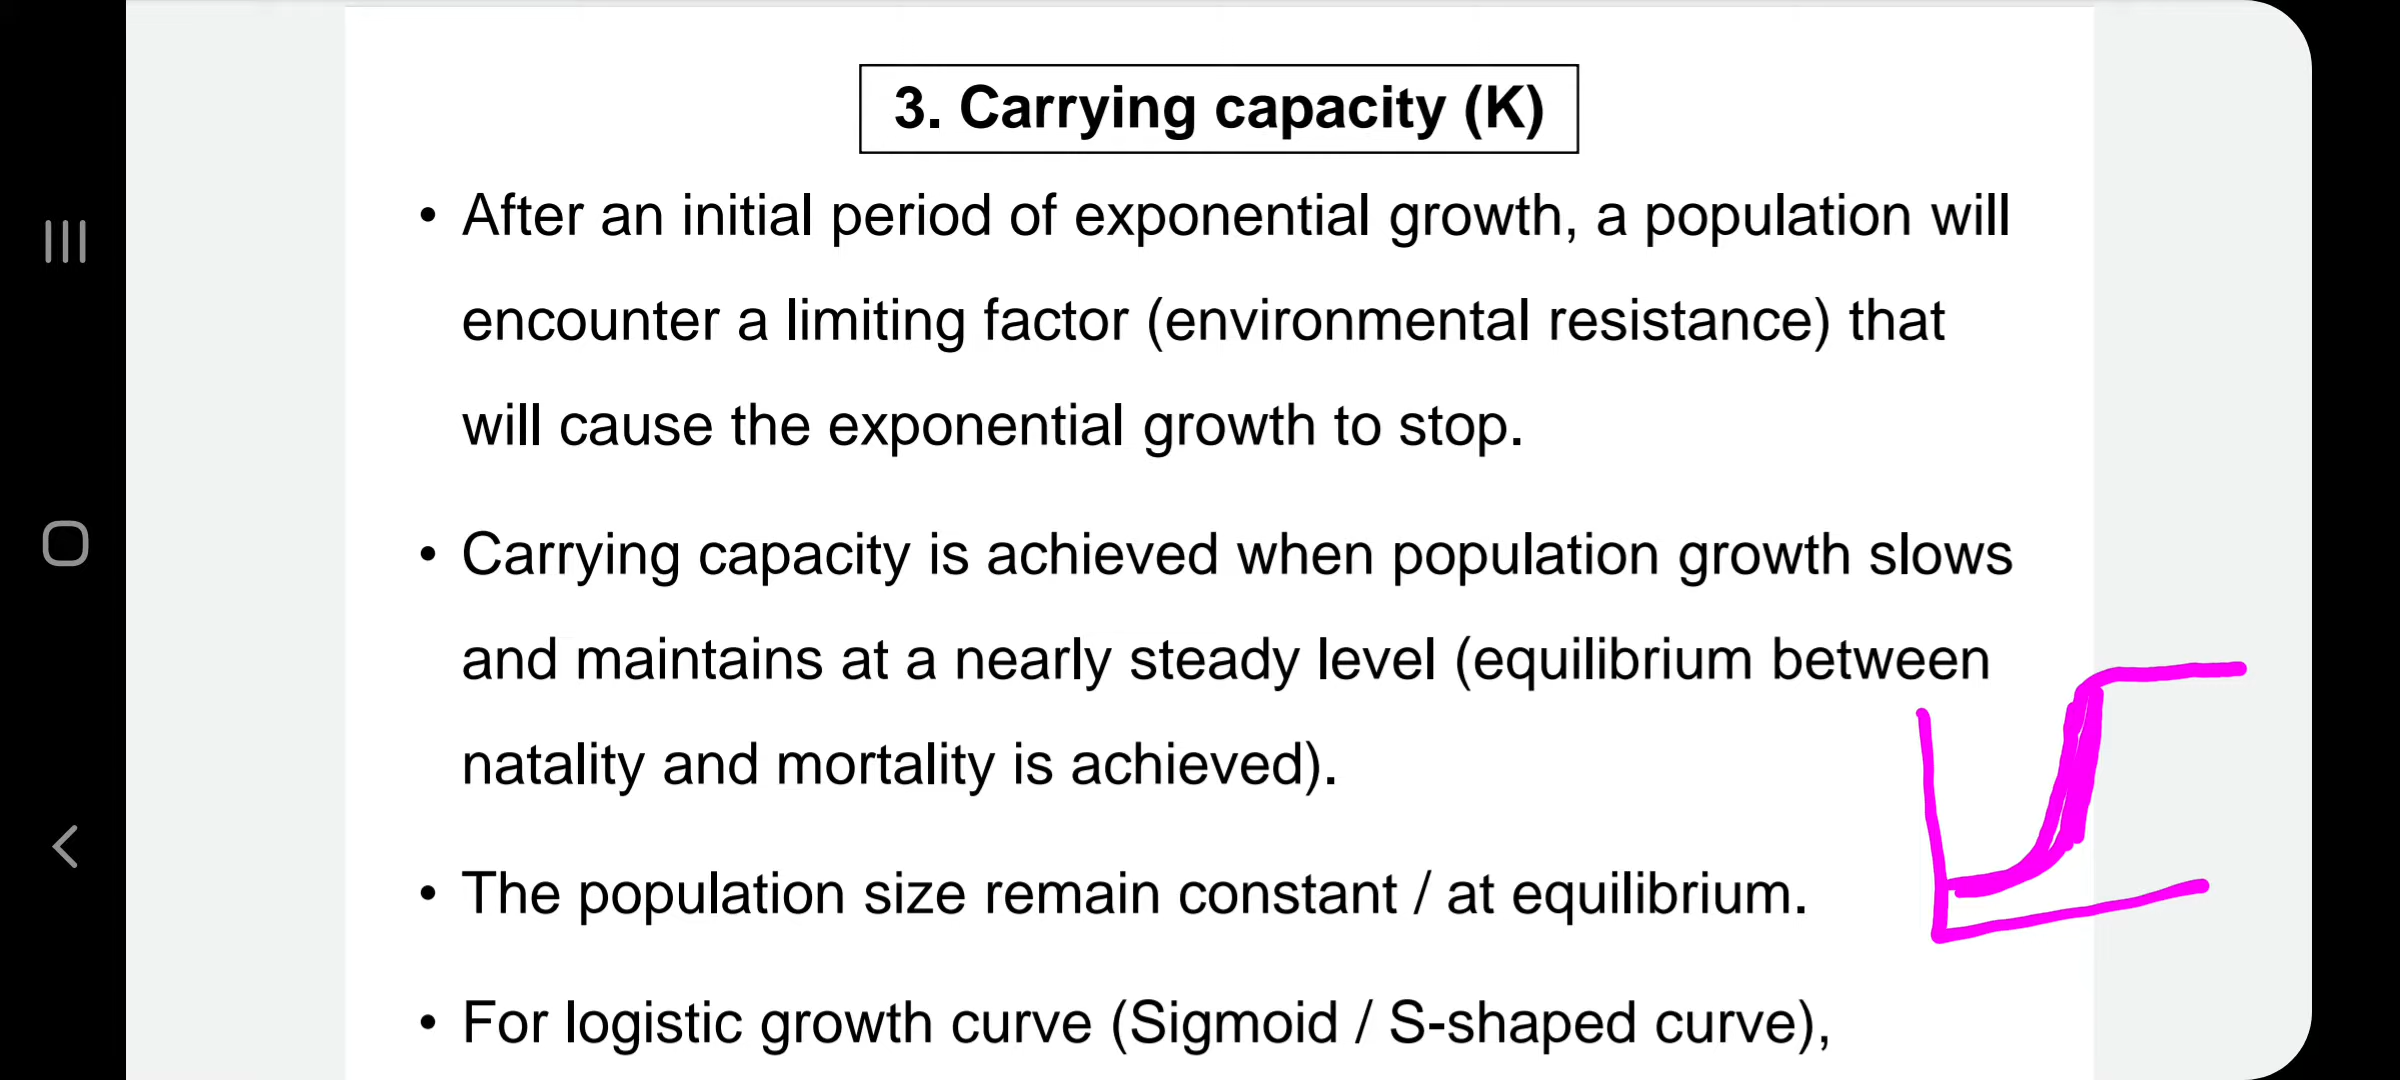 3. Carrying capacity (K)
• After an initial period of exponential growth, a population will
encounter a limiting factor (environmental resistance) that
will cause the exponential growth to stop.
• Carrying capacity is achieved when population growth slows
and maintains at a nearly steady level (equilibrium between
natality and mortality is achieved).
• The population size remain constant / at equilibrium.
• For logistic growth curve (Sigmoid / S-shaped curve),